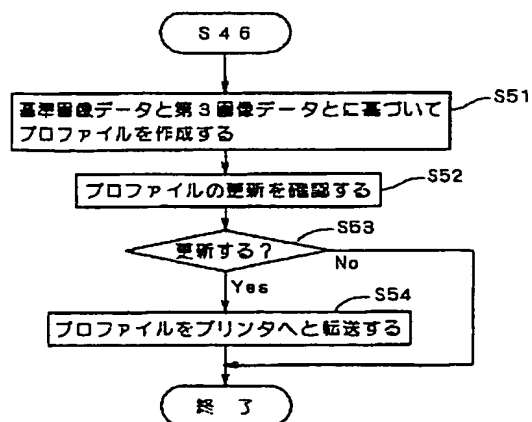 S46
基準画像データと第3画像データとに基づいて
プロファイルを作成する
S51
プロファイルの更新を確認する
S52
更新する?
S53
No
Yes
プロファイルをプリンタへと転送する
S54
終了